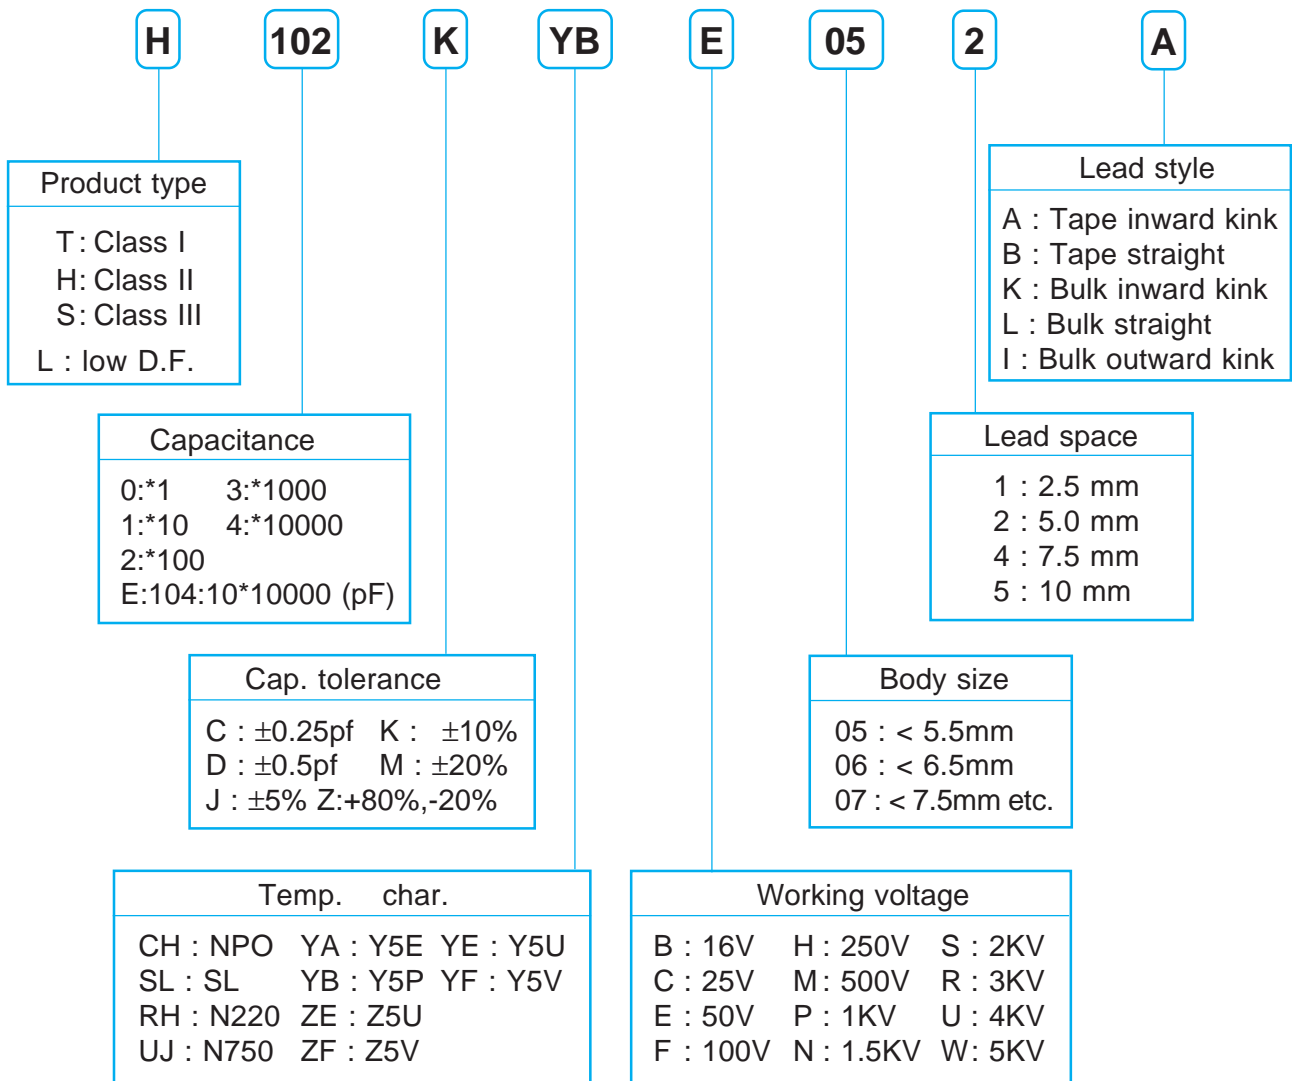 H 102 K YB E 05 2 A
Product type
T : Class I
H: Class II
S: Class III
L : low D.F.
Lead style
A : Tape inward kink
B : Tape straight
K : Bulk inward kink
L : Bulk straight
I : Bulk outward kink
Capacitance
0:*1 3:*1000
1:*10 4:*10000
2:*100
E:104:10*10000 (pF)
Lead space
1 : 2.5 mm
2 : 5.0 mm
4 : 7.5 mm
5 : 10 mm
Cap. tolerance
C : ±0.25pf K : ±10%
D : ±0.5pf M : ±20%
J : ±5% Z:+80%,-20%
Body size
05 : < 5.5mm
06 : < 6.5mm
07 : < 7.5mm etc.
Temp. char.
CH : NPO YA : Y5E YE : Y5U
SL : SL YB : Y5P YF : Y5V
RH : N220 ZE : Z5U
UJ : N750 ZF : Z5V
Working voltage
B : 16V H : 250V S : 2KV
C : 25V M : 500V R : 3KV
E : 50V P : 1KV U : 4KV
F : 100V N : 1.5KV W: 5KV